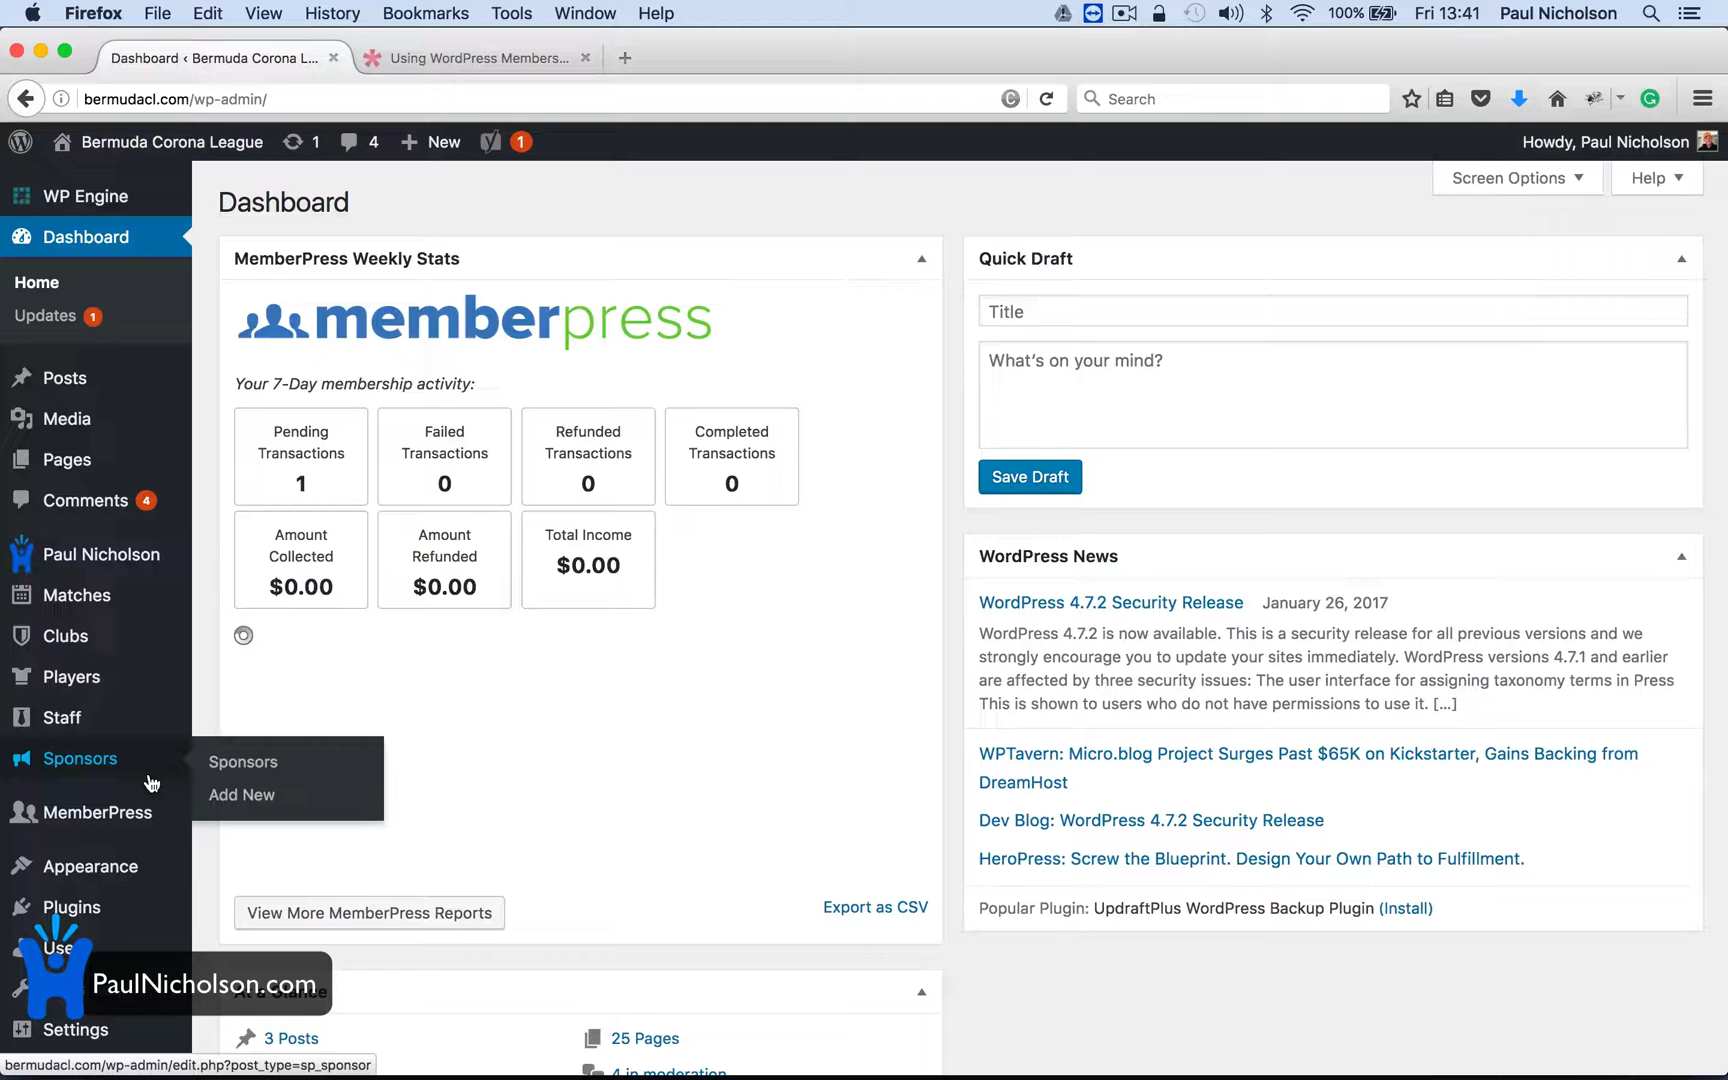 Firefox File Edit View History Bookmarks Tools Window Help 100% Fri 13:41 Paul Nicholson
Dashboard ‹ Bermuda Corona L... Using WordPress Members...
bermudacl.com/wp-admin/ Search
Bermuda Corona League 1 4 New 1 Howdy, Paul Nicholson
Screen Options Help
WP Engine
Dashboard
Home
Updates 1
Posts
Media
Pages
Comments 4
Paul Nicholson
Matches
Clubs
Players
Staff
Sponsors
MemberPress
Appearance
Plugins
Settings
Sponsors
Add New
Dashboard
MemberPress Weekly Stats
memberpress
Your 7-Day membership activity:
Pending Transactions 1
Failed Transactions 0
Refunded Transactions 0
Completed Transactions 0
Amount Collected $0.00
Amount Refunded $0.00
Total Income $0.00
View More MemberPress Reports
Export as CSV
3 Posts
25 Pages
4 in moderation
Quick Draft
Title
What's on your mind?
Save Draft
WordPress News
WordPress 4.7.2 Security Release January 26, 2017
WordPress 4.7.2 is now available. This is a security release for all previous versions and we
strongly encourage you to update your sites immediately. WordPress versions 4.7.1 and earlier
are affected by three security issues: The user interface for assigning taxonomy terms in Press
This is shown to users who do not have permissions to use it. [...]
WPTavern: Micro.blog Project Surges Past $65K on Kickstarter, Gains Backing from
DreamHost
Dev Blog: WordPress 4.7.2 Security Release
HeroPress: Screw the Blueprint. Design Your Own Path to Fulfillment.
Popular Plugin: UpdraftPlus WordPress Backup Plugin (Install)
PaulNicholson.com
bermudacl.com/wp-admin/edit.php?post_type=sp_sponsor